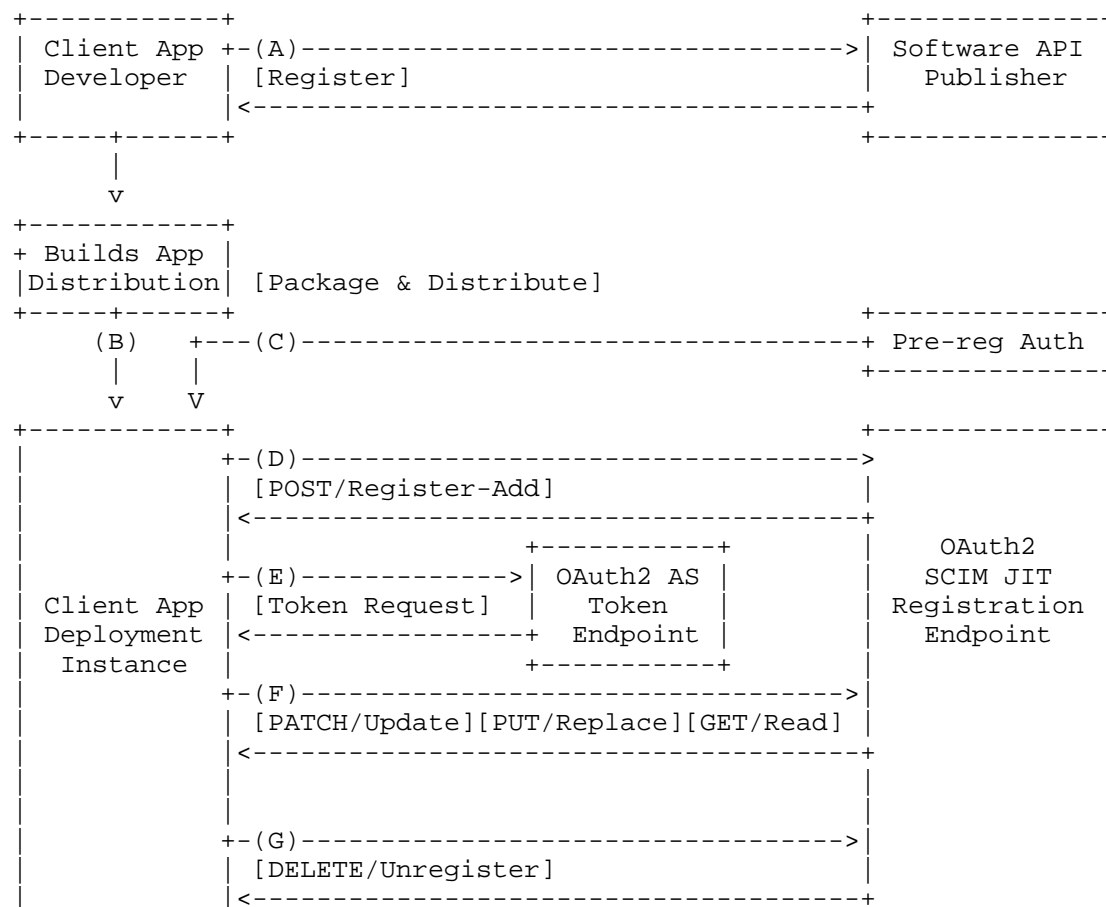 Client App (A) Software API
Developer [Register] Publisher
Builds App
Distribution [Package & Distribute]
(B) (C) Pre-reg Auth
v V
(D)
[POST/Register-Add]
OAuth2
(E) OAuth2 AS SCIM JIT
Client App [Token Request] Token Registration
Deployment Endpoint Endpoint
Instance
(F)
[PATCH/Update][PUT/Replace][GET/Read]
(G)
[DELETE/Unregister]